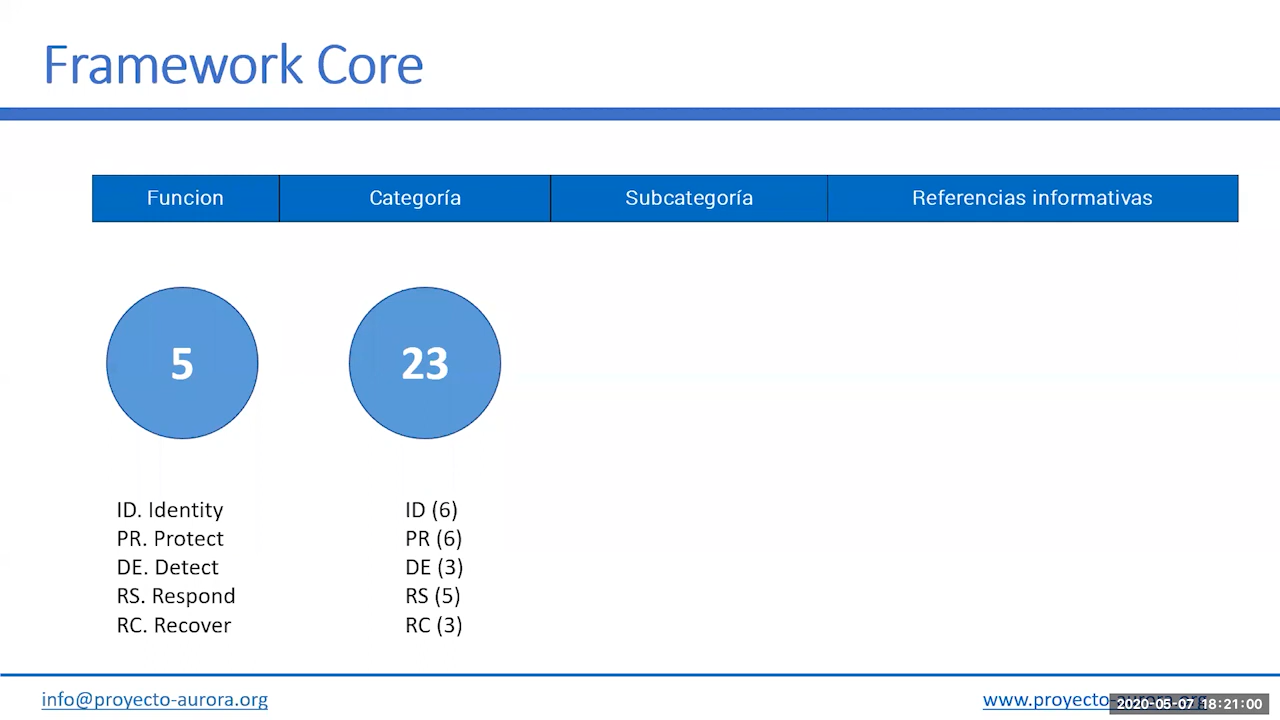 Framework Core
Funcion Categoría Subcategoría Referencias informativas
5 23
ID. Identity ID (6)
PR. Protect PR (6)
DE. Detect DE (3)
RS. Respond RS (5)
RC. Recover RC (3)
info@proyecto-aurora.org www.proyecto-aurora.org
2020-05-07 18:21:00